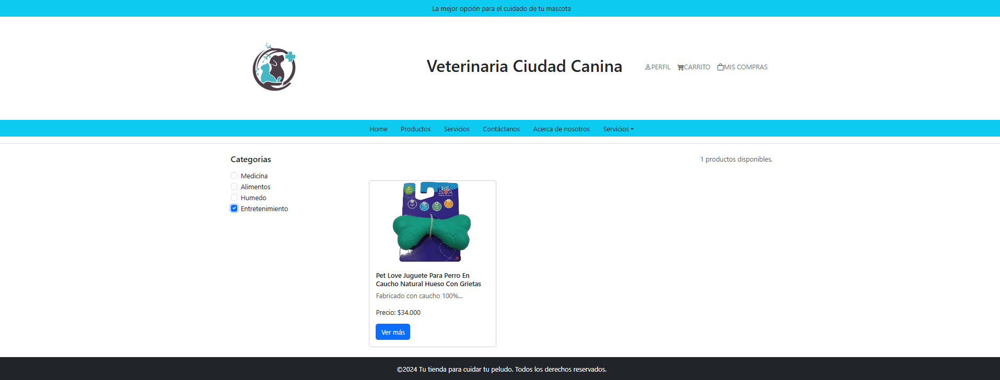 La mejor opción para el cuidado de tu mascota
Veterinaria Ciudad Canina
PERFIL
CARRITO
MIS COMPRAS
Home
Productos
Servicios
Contáctanos
Acerca de nosotros
Servicios
Categorias
1 productos disponibles.
Medicina
Alimentos
Humedo
Entretenimiento
Pet Love Juguete Para Perro En
Caucho Natural Hueso Con Grietas
Fabricado con caucho 100%...
Precio: $34.000
Ver más
©2024 Tu tienda para cuidar tu peludo. Todos los derechos reservados.